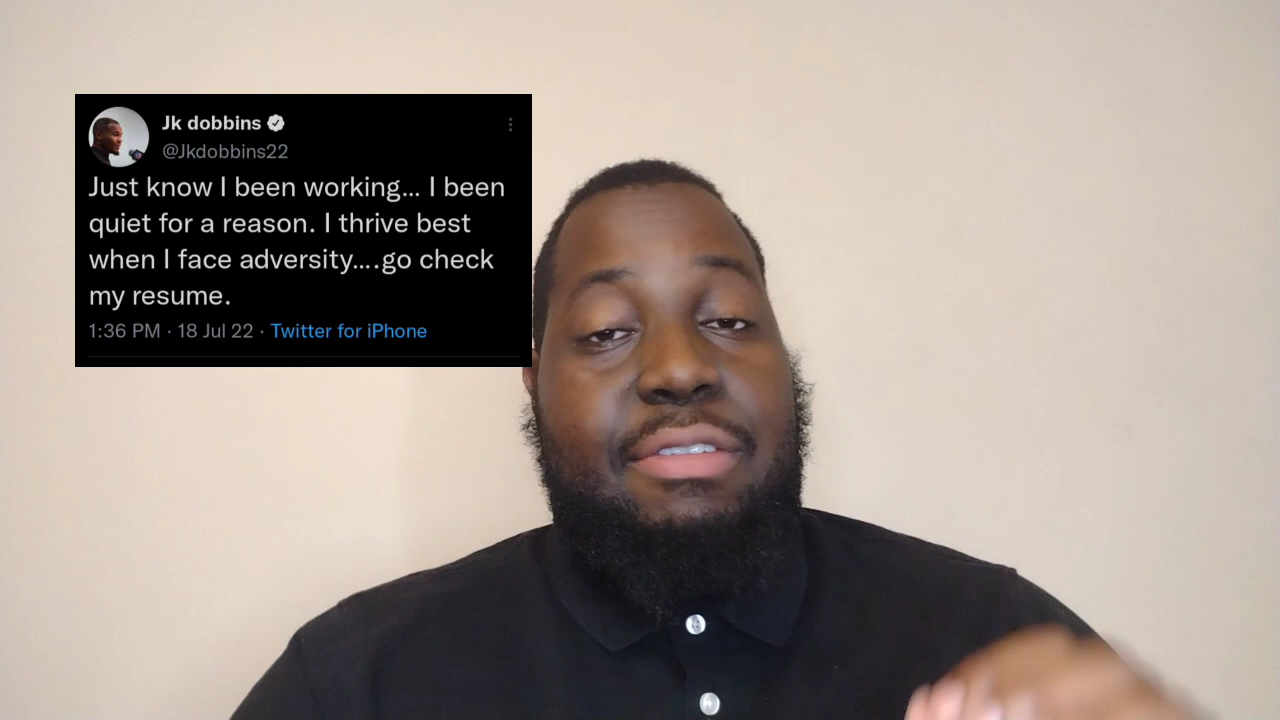 Jk dobbins
@Jkdobbins22
Just know I been working... I been
quiet for a reason. I thrive best
when I face adversity....go check
my resume.
1:36 PM · 18 Jul 22 · Twitter for iPhone